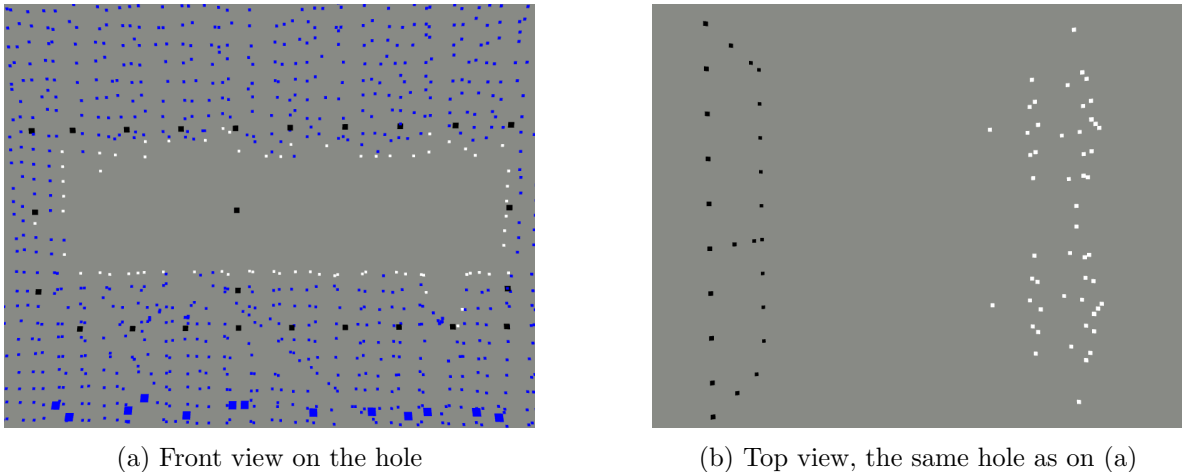 (a) Front view on the hole
(b) Top view, the same hole as on (a)